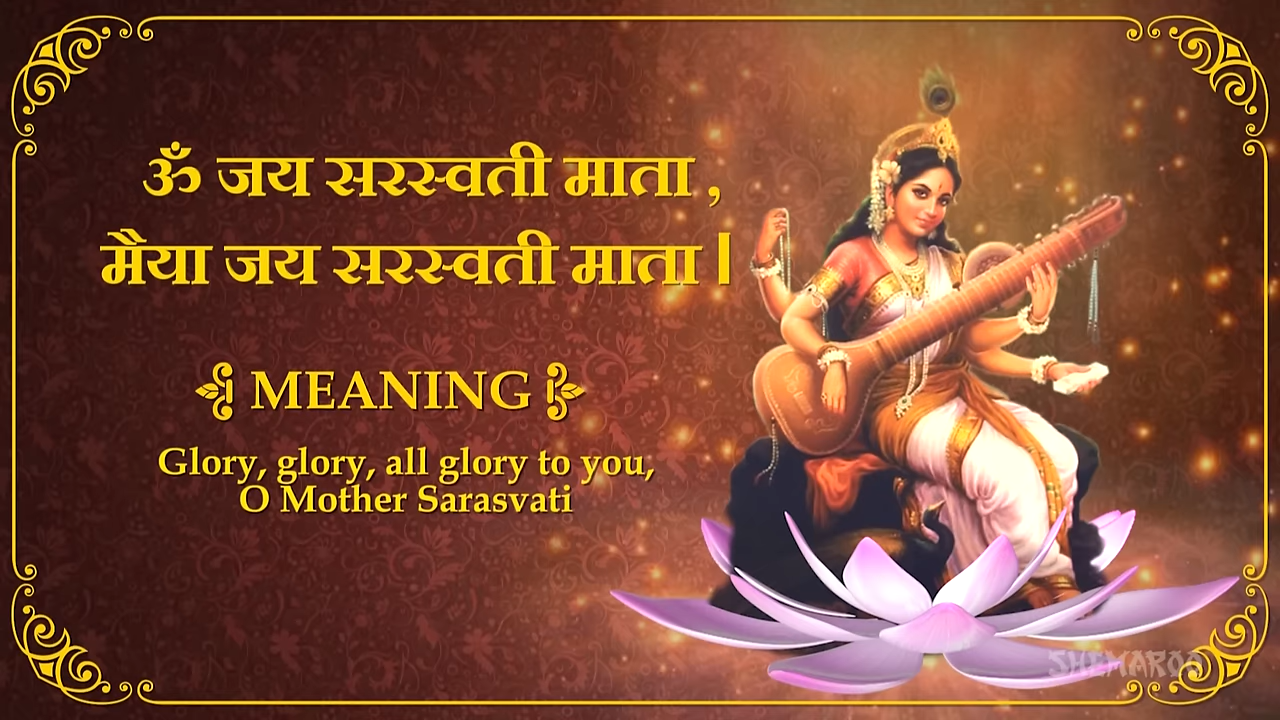 ॐ जय सरस्वती माता ,
मैया जय सरस्वती माता ।
MEANING
Glory, glory, all glory to you,
O Mother Sarasvati
SHEMAROO